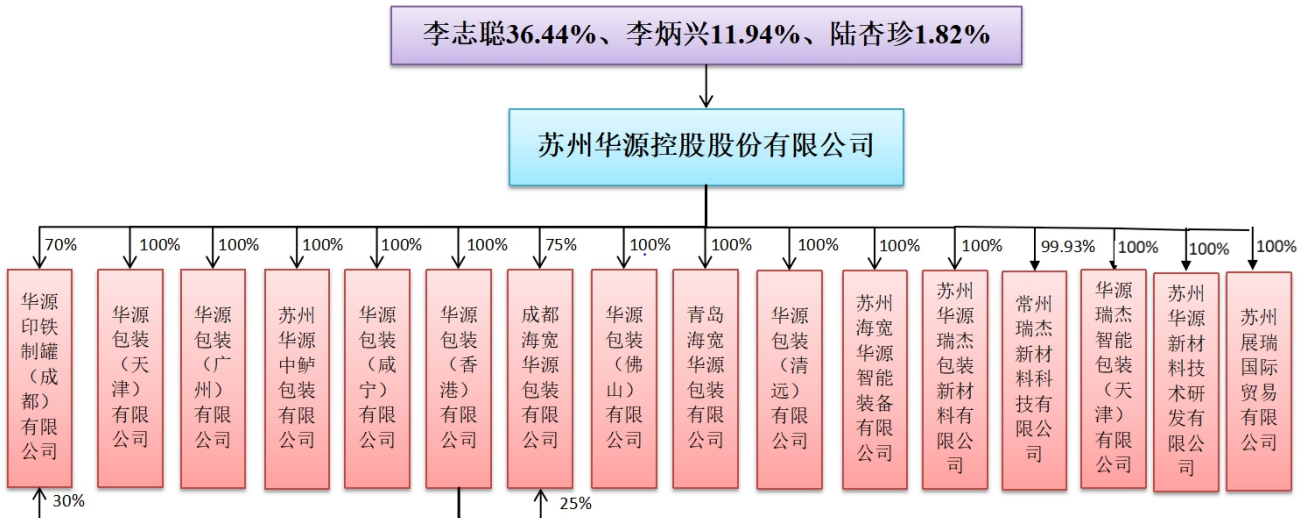 李志聪36.44%、李炳兴11.94%、陆杏珍1.82%
苏州华源控股股份有限公司
70%
100%
100%
100%
100%
100%
75%
100%
100%
100%
100%
100%
99.93%
100%
100%
100%
华源
印铁
制罐
（成
都）
有限
公司
华源
包装
（天
津）
有限
公司
华源
包装
（广
州）
有限
公司
苏州
华源
中鲈
包装
有限
公司
华源
包装
（咸
宁）
有限
公司
华源
包装
（香
港）
有限
公司
成都
海宽
华源
包装
有限
公司
华源
包装
（佛
山）
有限
公司
青岛
海宽
华源
包装
有限
公司
华源
包装
（清
远）
有限
公司
苏州
海宽
华源
智能
装备
有限
公司
苏州
华源
瑞杰
包装
新材
料有
限公
司
常州
瑞杰
新材
料科
技有
限公
司
华源
瑞杰
智能
包装
（天
津）
有限
公司
苏州
华源
新材
料技
术研
发有
限公
司
苏州
展瑞
国际
贸易
有限
公司
30%
25%